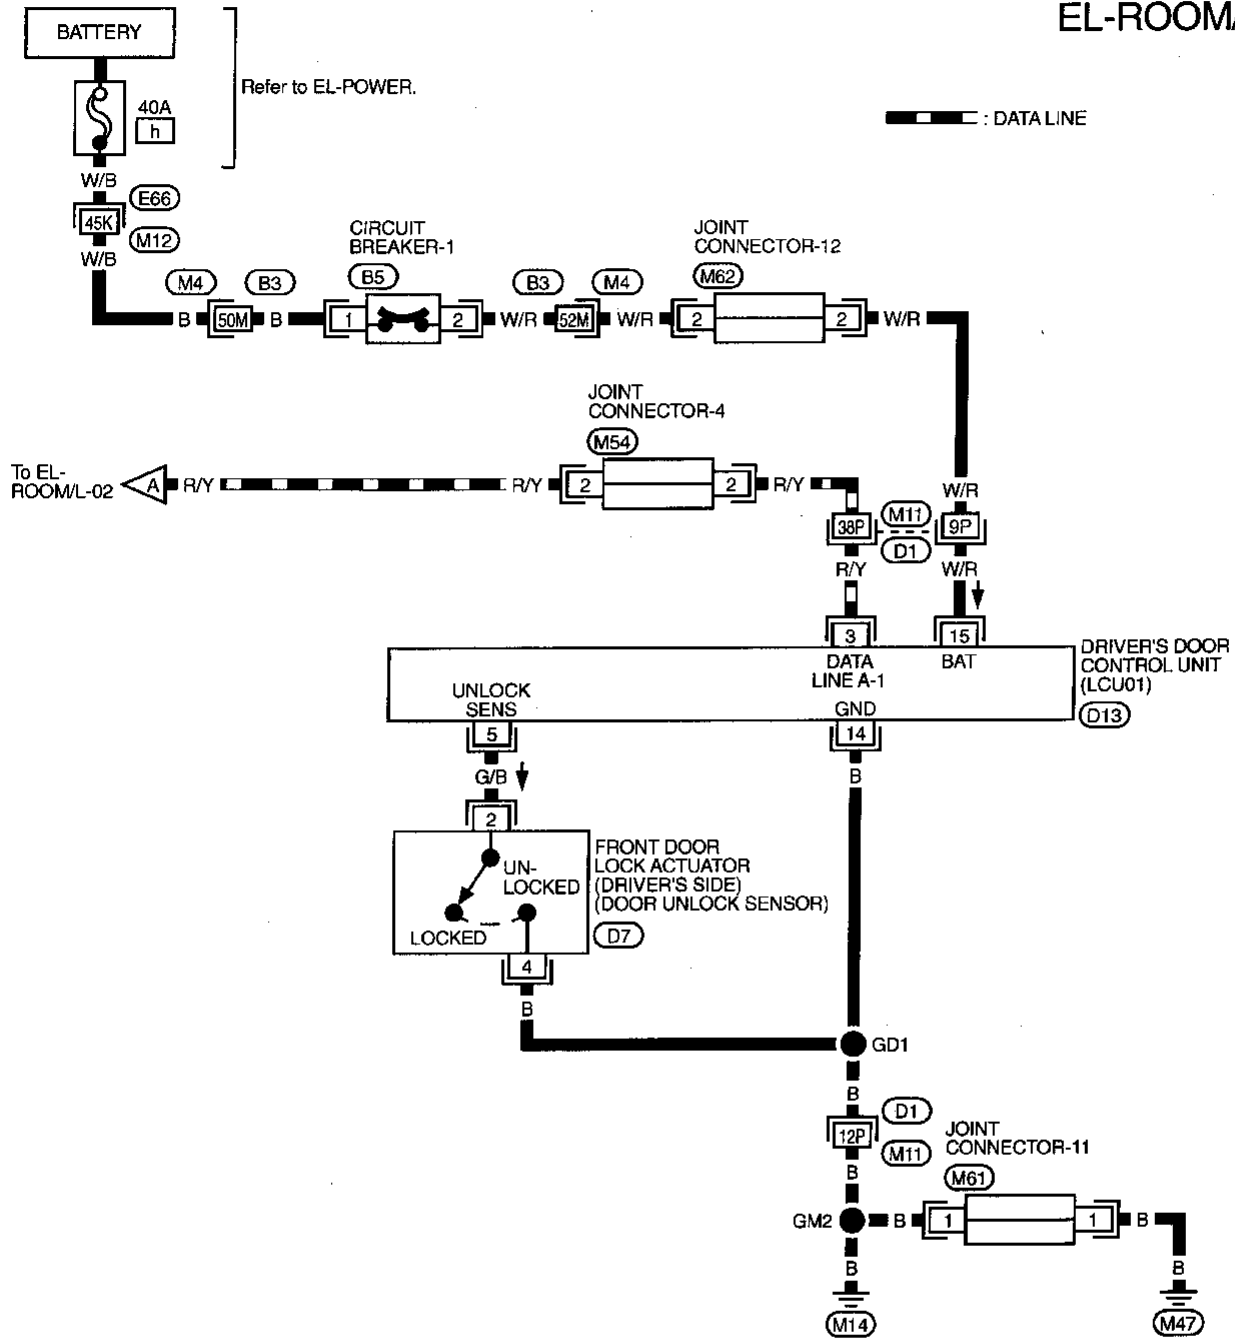 EL-ROOM/
BATTERY
Refer to EL-POWER.
40A
h
: DATA LINE
W/B
E66
45K
M12
W/B
CIRCUIT
BREAKER-1
JOINT
CONNECTOR-12
M4
B3
B5
B3
M4
M62
B
50M
B
1
2
W/R
52M
W/R
2
2
W/R
JOINT
CONNECTOR-4
M54
To EL-
ROOM/L-02
A
R/Y
R/Y
2
2
R/Y
W/R
38P
M11
9P
D1
R/Y
W/R
3
15
DATA
LINE A-1
BAT
DRIVER'S DOOR
CONTROL UNIT
(LCU01)
D13
UNLOCK
SENS
GND
5
14
G/B
B
2
UN-
LOCKED
LOCKED
FRONT DOOR
LOCK ACTUATOR
(DRIVER'S SIDE)
(DOOR UNLOCK SENSOR)
D7
4
B
GD1
B
D1
12P
M11
JOINT
CONNECTOR-11
M61
B
GM2
B
1
1
B
B
B
M14
M47